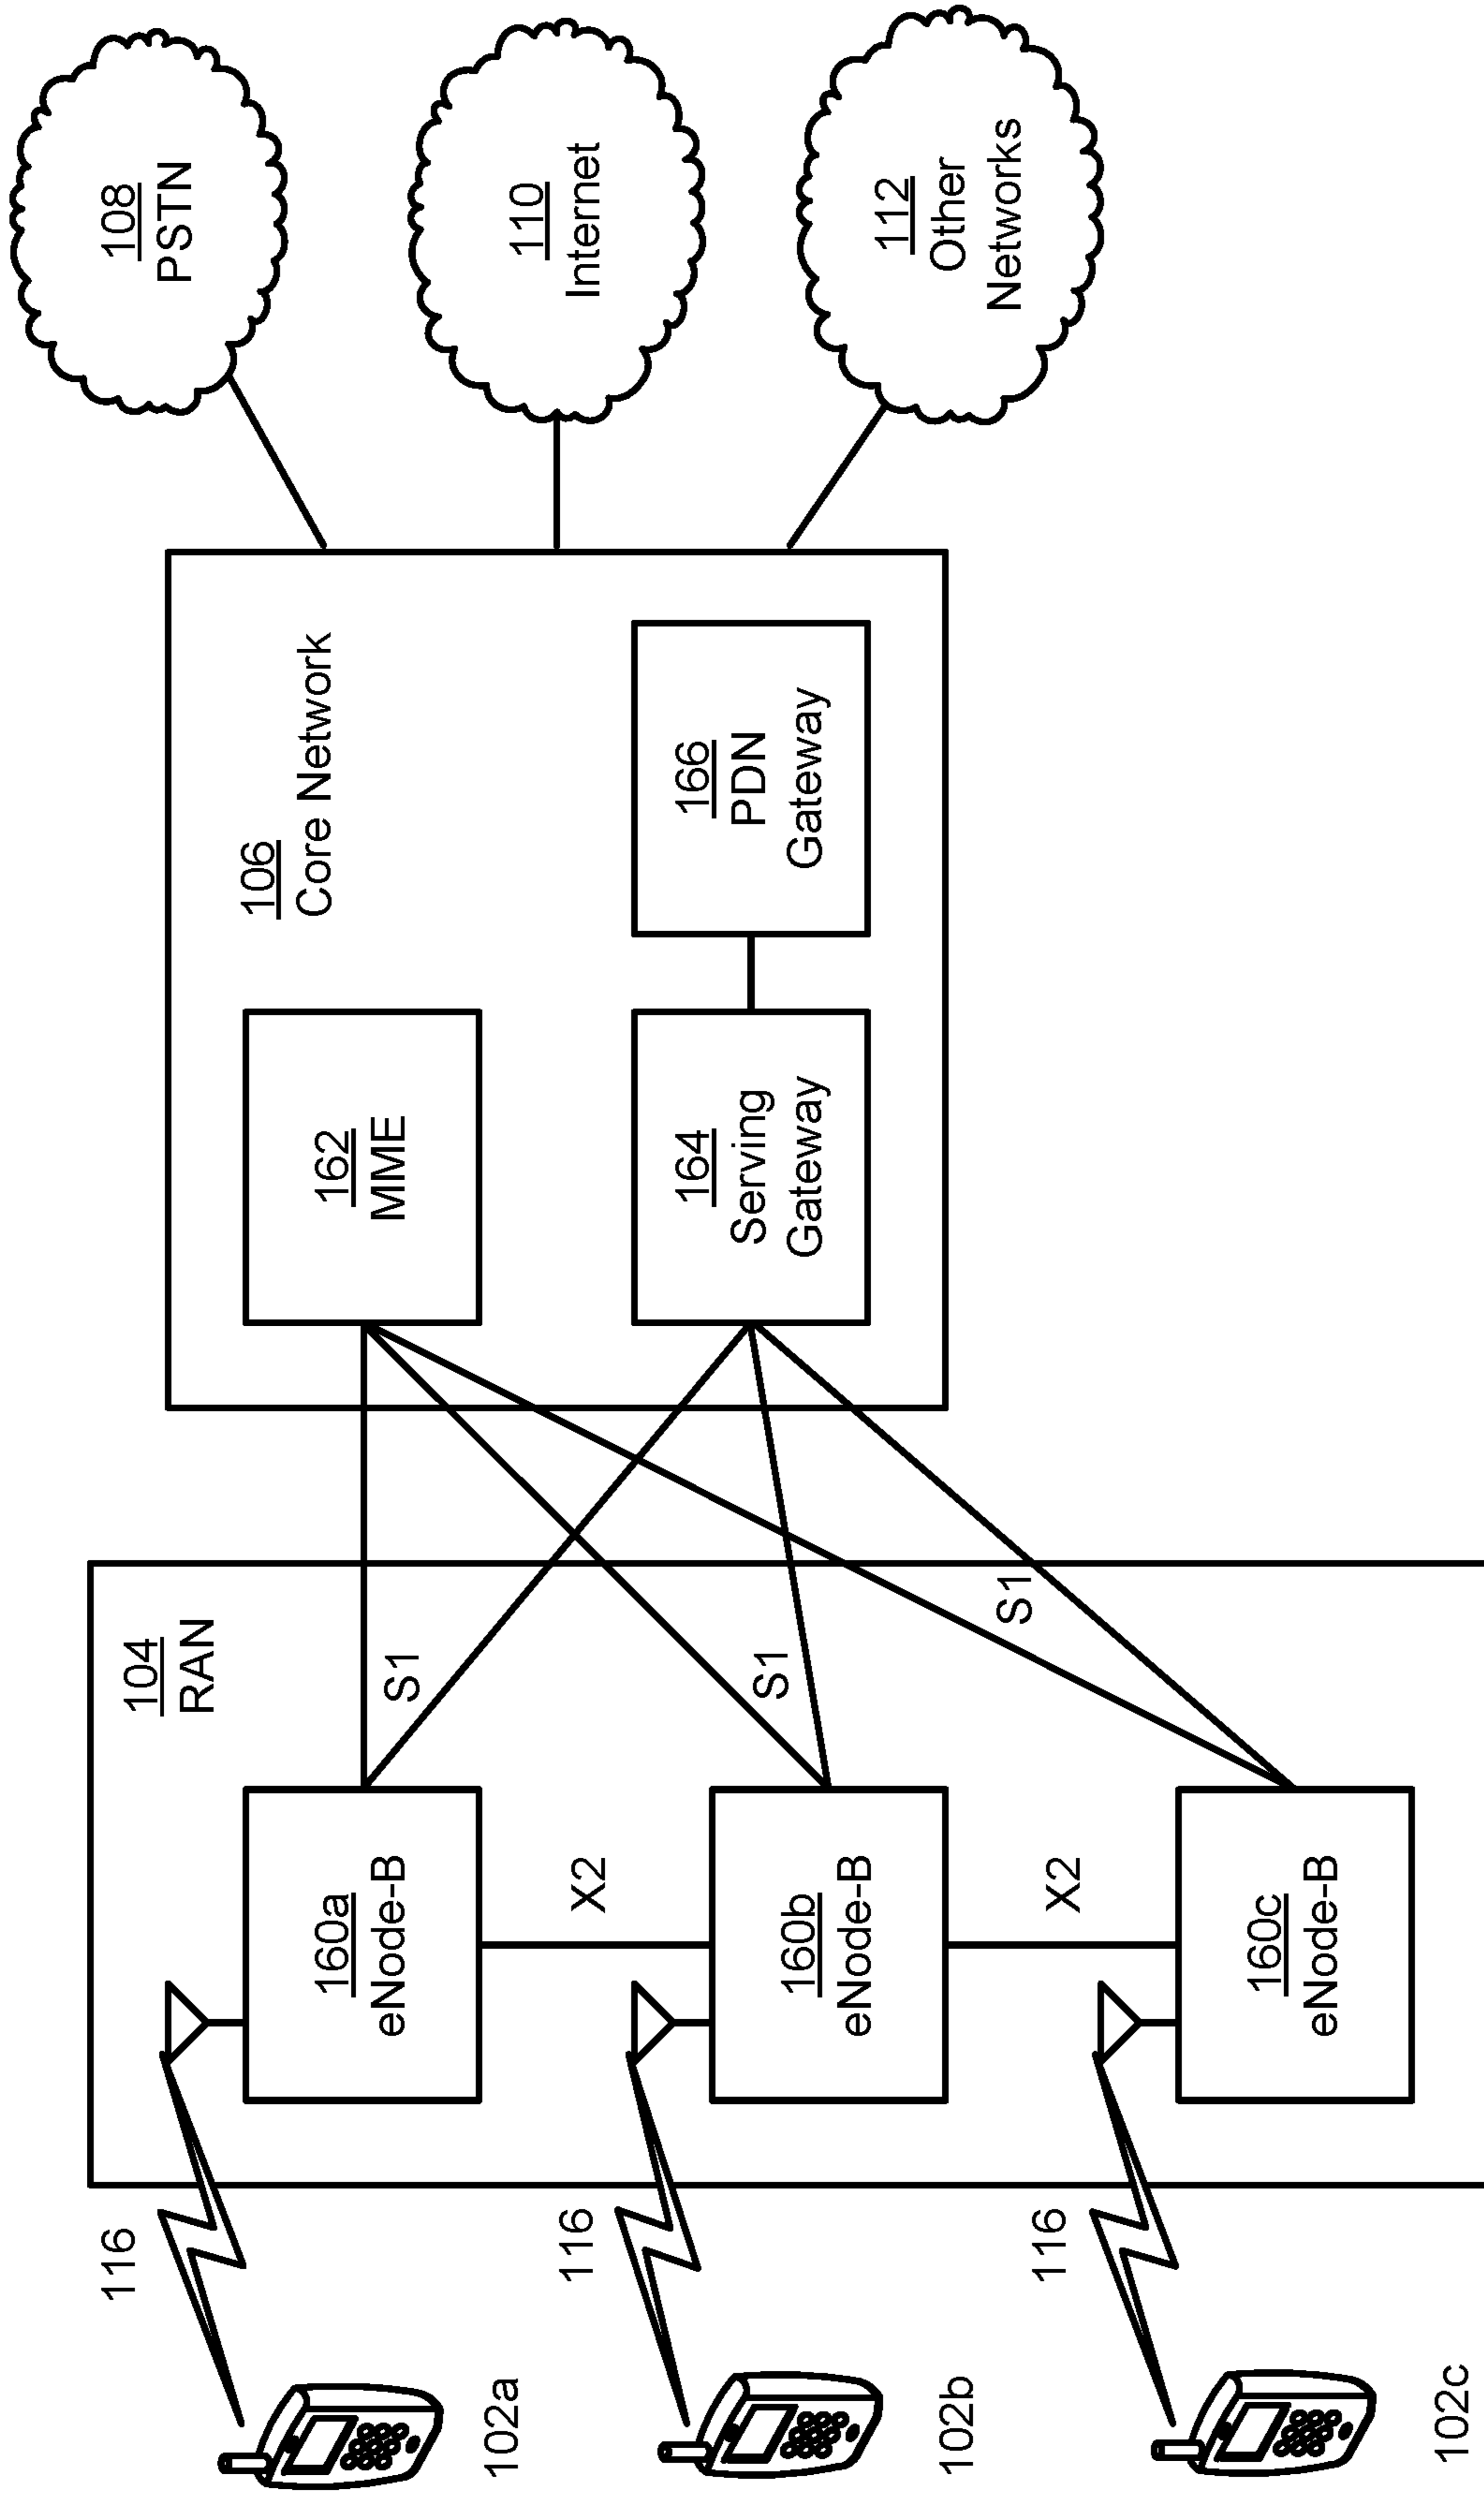 104
RAN
116
160a
eNode-B
S1
102a
X2
116
160b
eNode-B
S1
102b
X2
116
160c
eNode-B
S1
102c
106
Core Network
162
MME
164
Serving
Gateway
166
PDN
Gateway
108
PSTN
110
Internet
112
Other
Networks